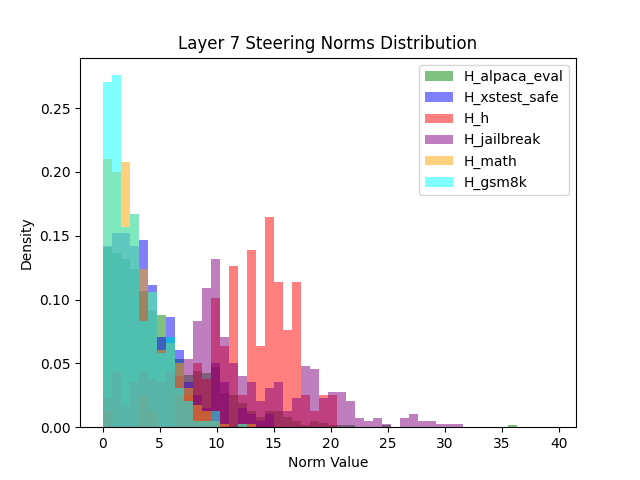 Layer 7 Steering Norms Distribution
H_alpaca_eval
H_xstest_safe
H_h
H_jailbreak
H_math
H_gsm8k
Density
0.25
0.20
0.15
0.10
0.05
0.00
0 5 10 15 20 25 30 35 40
Norm Value